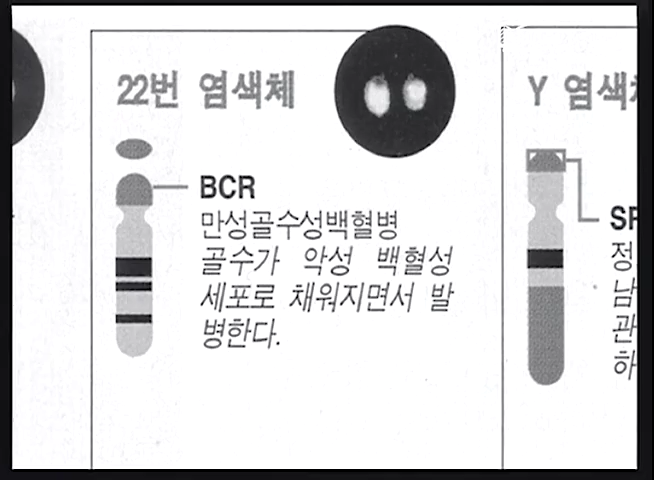 22번 염색체
BCR
만성골수성백혈병
골수가 악성 백혈성
세포로 채워지면서 발
병한다.
Y 염색
정
남
관
하